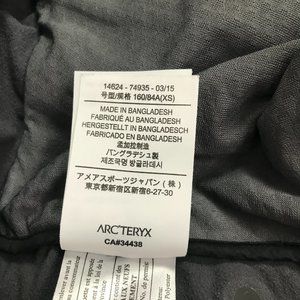 14624 - 74935 - 03/15
号型/规格 160/84A(XS)
MADE IN BANGLADESH
FABRIQUÉ AU BANGLADESH
HERGESTELLT IN BANGLADESCH
FABRICADO EN BANGLADESH
孟加拉制造
バングラデシュ製
제조국명 방글라데시
アメアスポーツジャパン(株)
東京都新宿区新宿6-27-30
ARC'TERYX
CA#34438